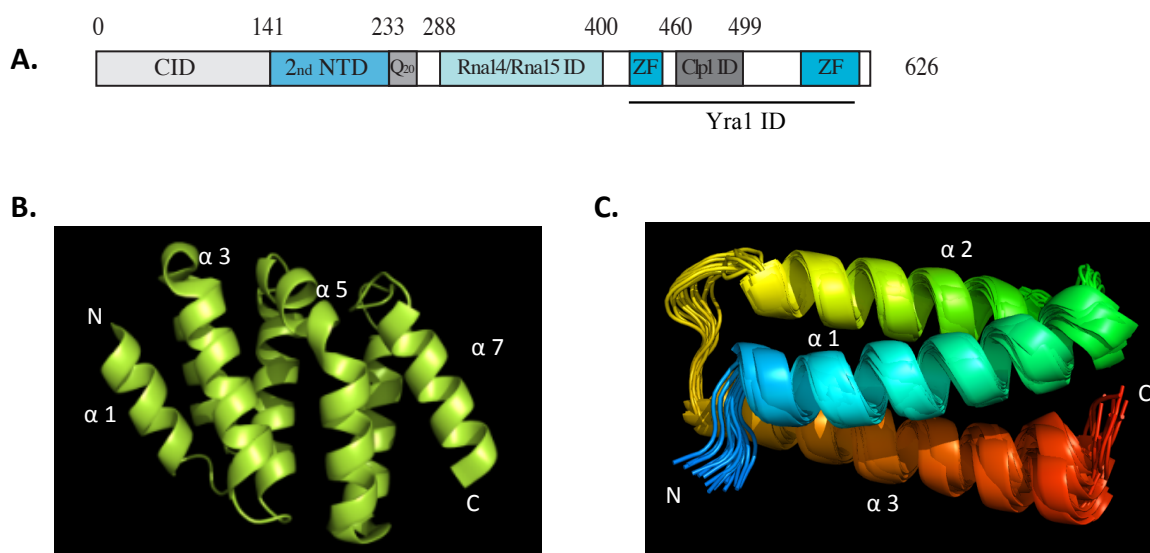 0 141 233 288 400 460 499
A. CID 2nd NTD Q20 Rna14/Rna15 ID ZF Clp1 ID ZF 626
Yra1 ID
B. C.
α 3 α 2
α 5
N α 1
α 7
α 1 C
C N α 3